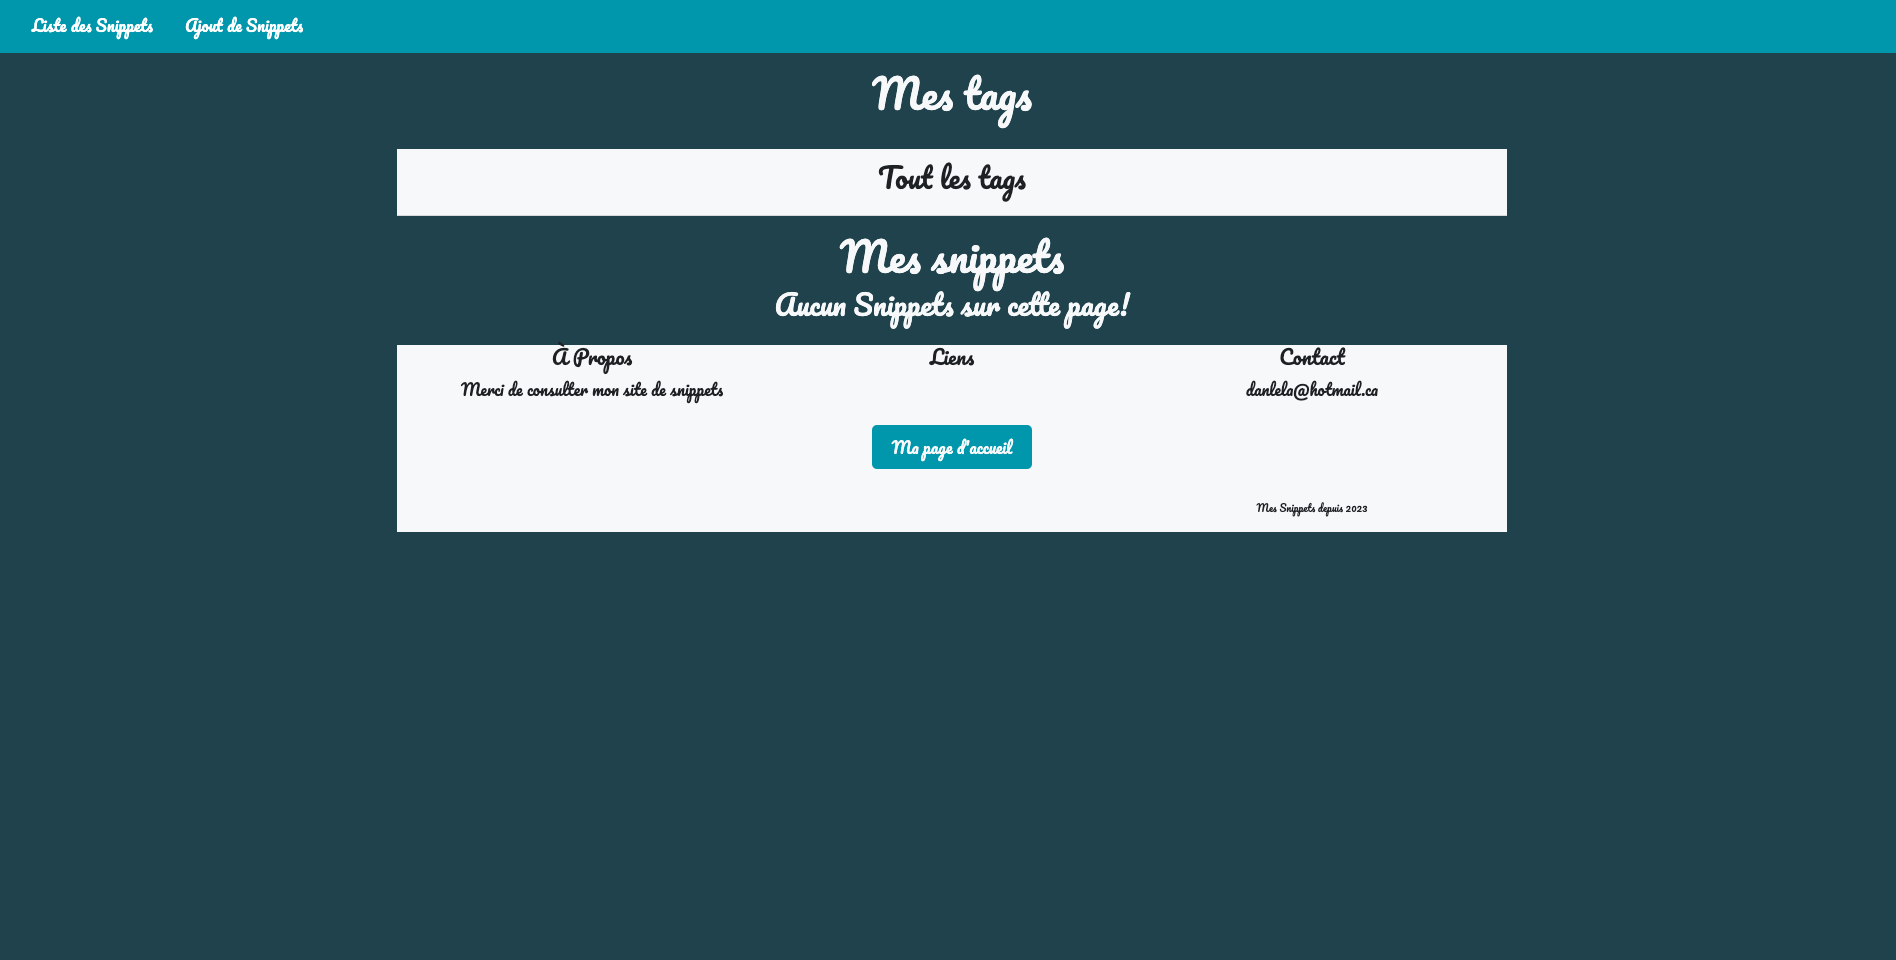 Liste des Snippets Ajout de Snippets
Mes tags
Tout les tags
Mes snippets
Aucun Snippets sur cette page!
À Propos
Merci de consulter mon site de snippets
Liens
Ma page d'accueil
Contact
danlela@hotmail.ca
Mes Snippets depuis 2023